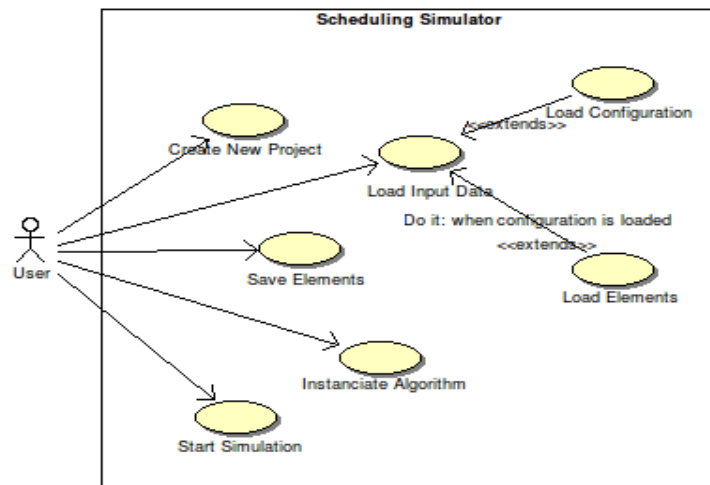 Scheduling Simulator
Load Configuration
<<extends>>
Create New Project
Load Input Data
Do it: when configuration is loaded
<<extends>>
User
Save Elements
Load Elements
Instanciate Algorithm
Start Simulation